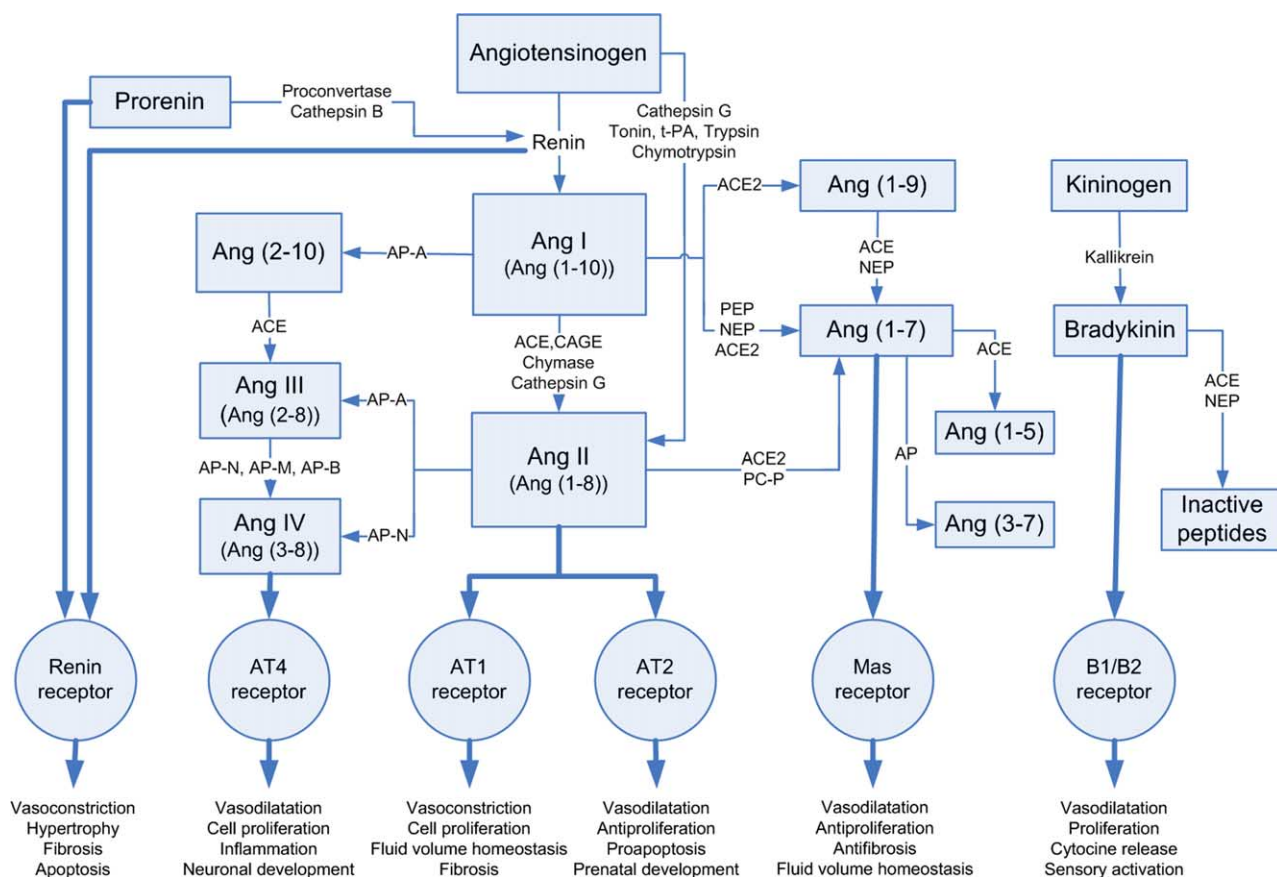 Angiotensinogen
Prorenin
Proconvertase
Cathepsin B
Renin
Cathepsin G
Tonin, t-PA, Trypsin
Chymotrypsin
Ang (2-10)
AP-A
Ang I
(Ang (1-10))
ACE2
Ang (1-9)
Kininogen
ACE
NEP
Kallikrein
ACE
ACE,CAGE
Chymase
Cathepsin G
PEP
NEP
ACE2
Ang (1-7)
ACE
Bradykinin
ACE
NEP
Ang III
(Ang (2-8))
AP-A
Ang II
(Ang (1-8))
ACE2
PC-P
AP
Ang (1-5)
AP-N, AP-M, AP-B
Ang IV
(Ang (3-8))
AP-N
Ang (3-7)
Inactive
peptides
Renin
receptor
AT4
receptor
AT1
receptor
AT2
receptor
Mas
receptor
B1/B2
receptor
Vasoconstriction
Hypertrophy
Fibrosis
Apoptosis
Vasodilatation
Cell proliferation
Inflammation
Neuronal development
Vasoconstriction
Cell proliferation
Fluid volume homeostasis
Fibrosis
Vasodilatation
Antiproliferation
Proapoptosis
Prenatal development
Vasodilatation
Antiproliferation
Antifibrosis
Fluid volume homeostasis
Vasodilatation
Proliferation
Cytocine release
Sensory activation